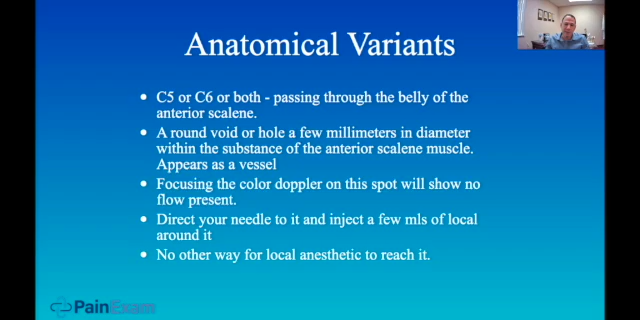 Anatomical Variants
• C5 or C6 or both - passing through the belly of the
anterior scalene.
• A round void or hole a few millimeters in diameter
within the substance of the anterior scalene muscle.
Appears as a vessel
• Focusing the color doppler on this spot will show no
flow present.
• Direct your needle to it and inject a few mls of local
around it
• No other way for local anesthetic to reach it.
PainExam